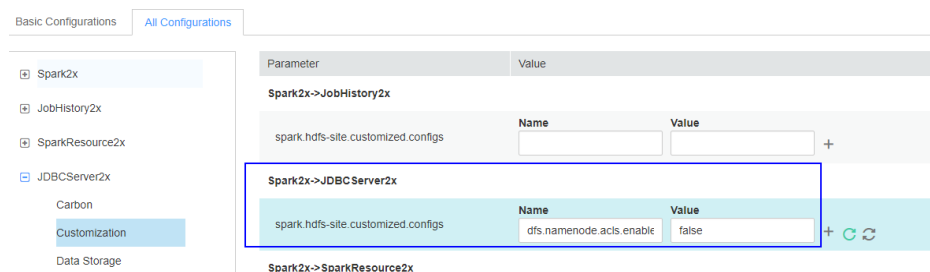 Basic Configurations All Configurations
Spark2x
JobHistory2x
SparkResource2x
JDBCServer2x
Carbon
Customization
Data Storage
Parameter Value
Spark2x->JobHistory2x
Name Value
spark.hdfs-site.customized.configs
Spark2x->JDBCServer2x
Name Value
spark.hdfs-site.customized.configs dfs.namenode.acls.enable false
Spark2x->SparkResource2x